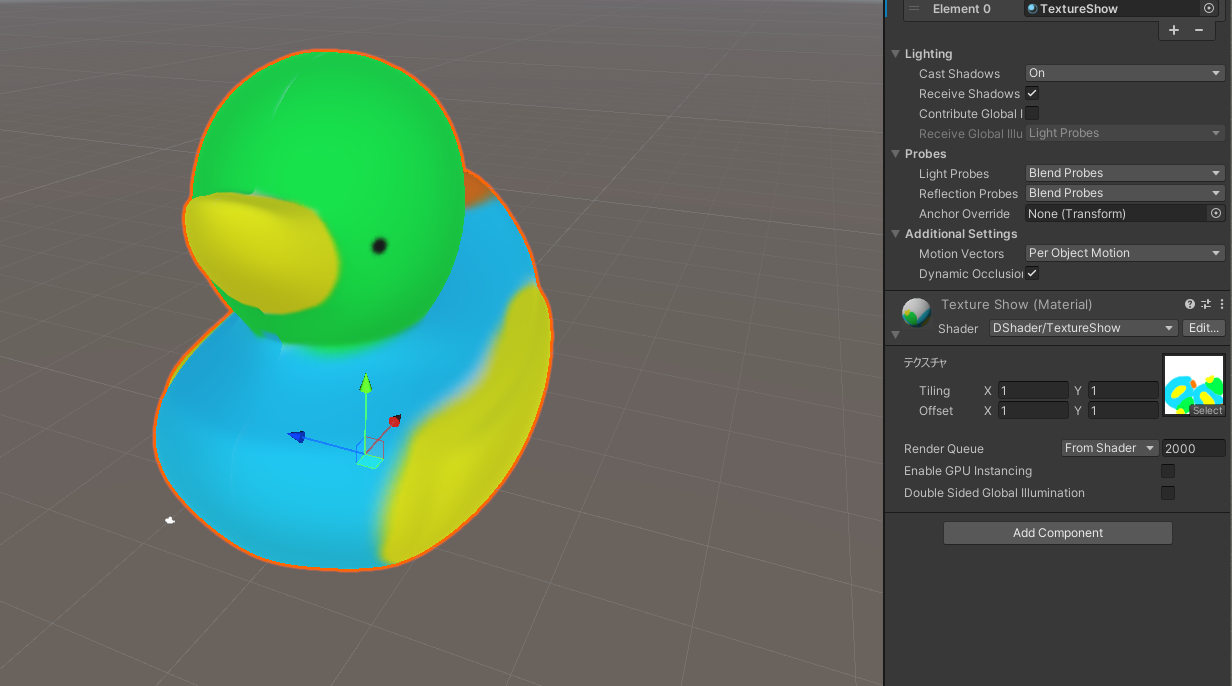 Element 0 TextureShow
+ −
Lighting
Cast Shadows On
Receive Shadows
Contribute Global I
Receive Global Illu Light Probes
Probes
Light Probes Blend Probes
Reflection Probes Blend Probes
Anchor Override None (Transform)
Additional Settings
Motion Vectors Per Object Motion
Dynamic Occlusion
Texture Show (Material)
Shader DShader/TextureShow Edit...
テクスチャ
Tiling X 1 Y 1
Offset X 1 Y 1
Select
Render Queue From Shader 2000
Enable GPU Instancing
Double Sided Global Illumination
Add Component